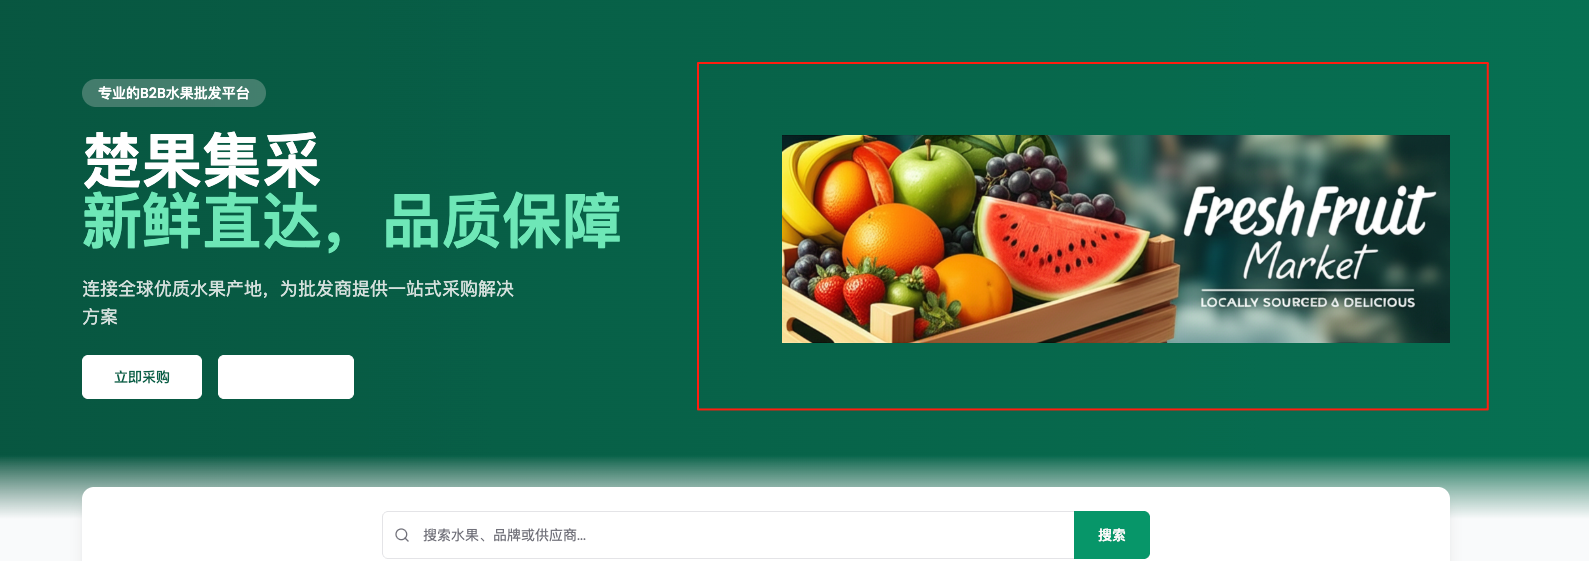 专业的B2B水果批发平台
楚果集采
新鲜直达，品质保障
连接全球优质水果产地，为批发商提供一站式采购解决
方案
立即采购
FreshFruit
Market
LOCALLY SOURCED & DELICIOUS
搜索水果、品牌或供应商...
搜索